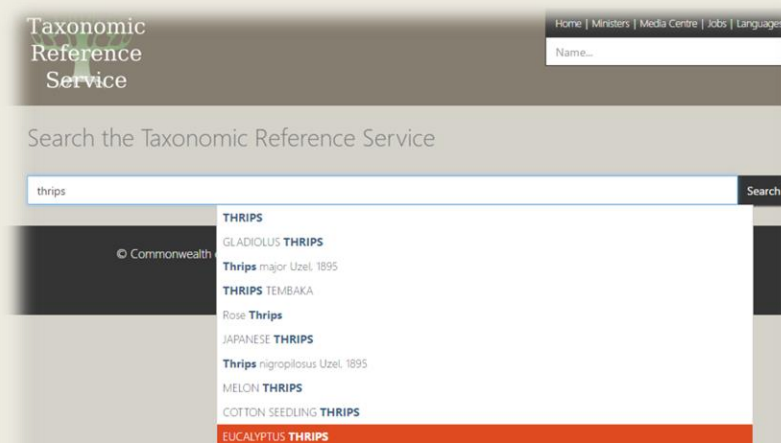 Taxonomic
Reference
Service
Home | Ministers | Media Centre | Jobs | Languages
Name...
Search the Taxonomic Reference Service
thrips
Search
THRIPS
GLADIOLUS THRIPS
© Commonwealth
Thrips major Uzel, 1895
THRIPS TEMBAKA
Rose Thrips
JAPANESE THRIPS
Thrips nigropilosus Uzel, 1895
MELON THRIPS
COTTON SEEDLING THRIPS
EUCALYPTUS THRIPS